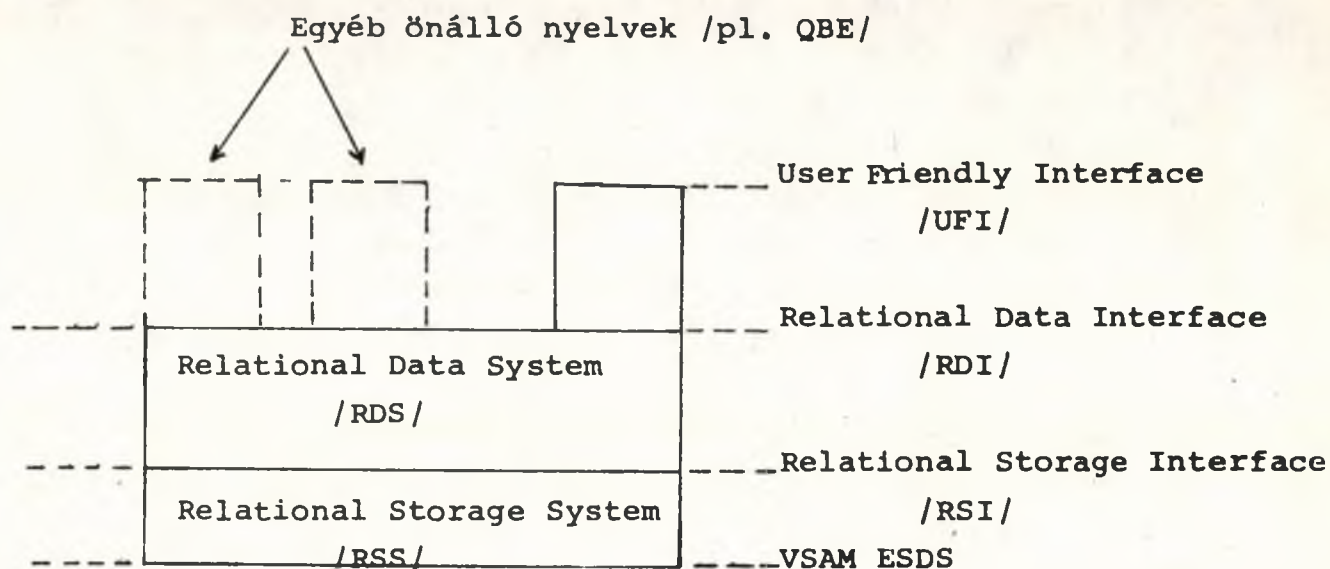 Egyéb önálló nyelvek /pl. QBE/
User Friendly Interface
/UFI/
Relational Data Interface
/RDI/
Relational Data System
/RDS/
Relational Storage Interface
/RSI/
Relational Storage System
/RSS/
VSAM ESDS